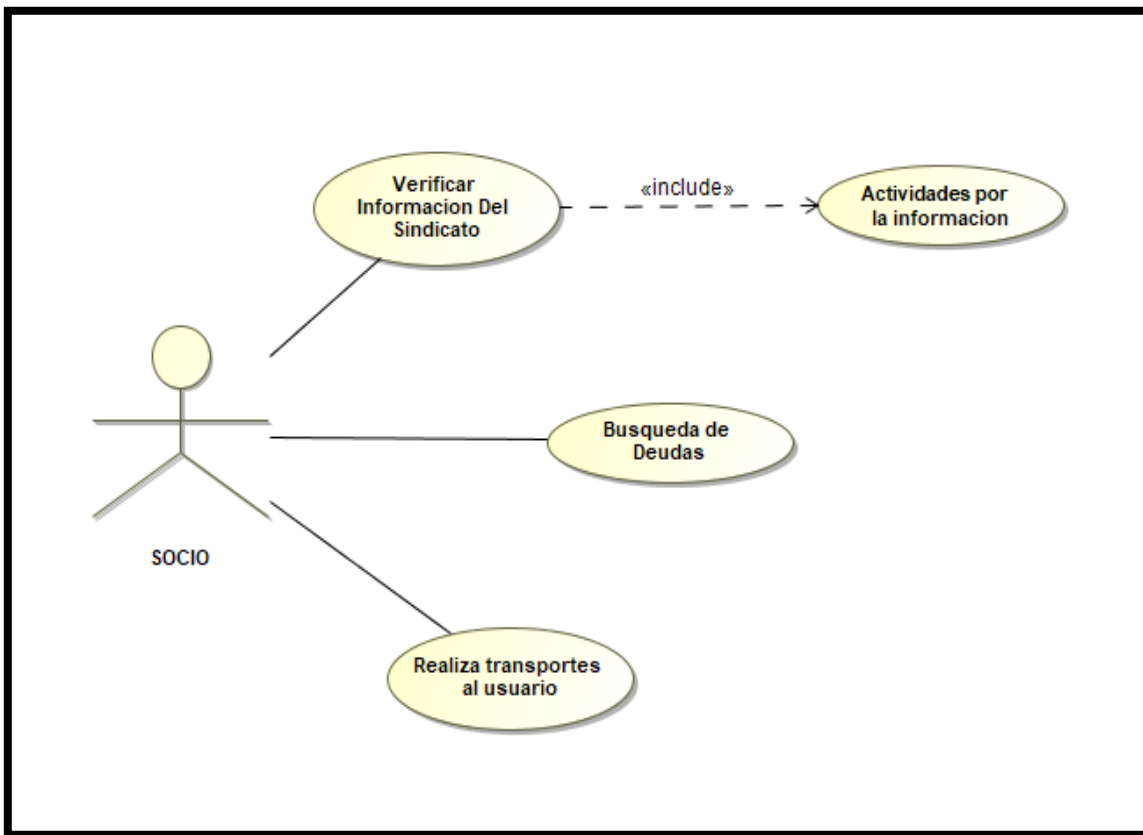 Verificar
Informacion Del
Sindicato
«include»
Actividades por
la informacion
Busqueda de
Deudas
SOCIO
Realiza transportes
al usuario